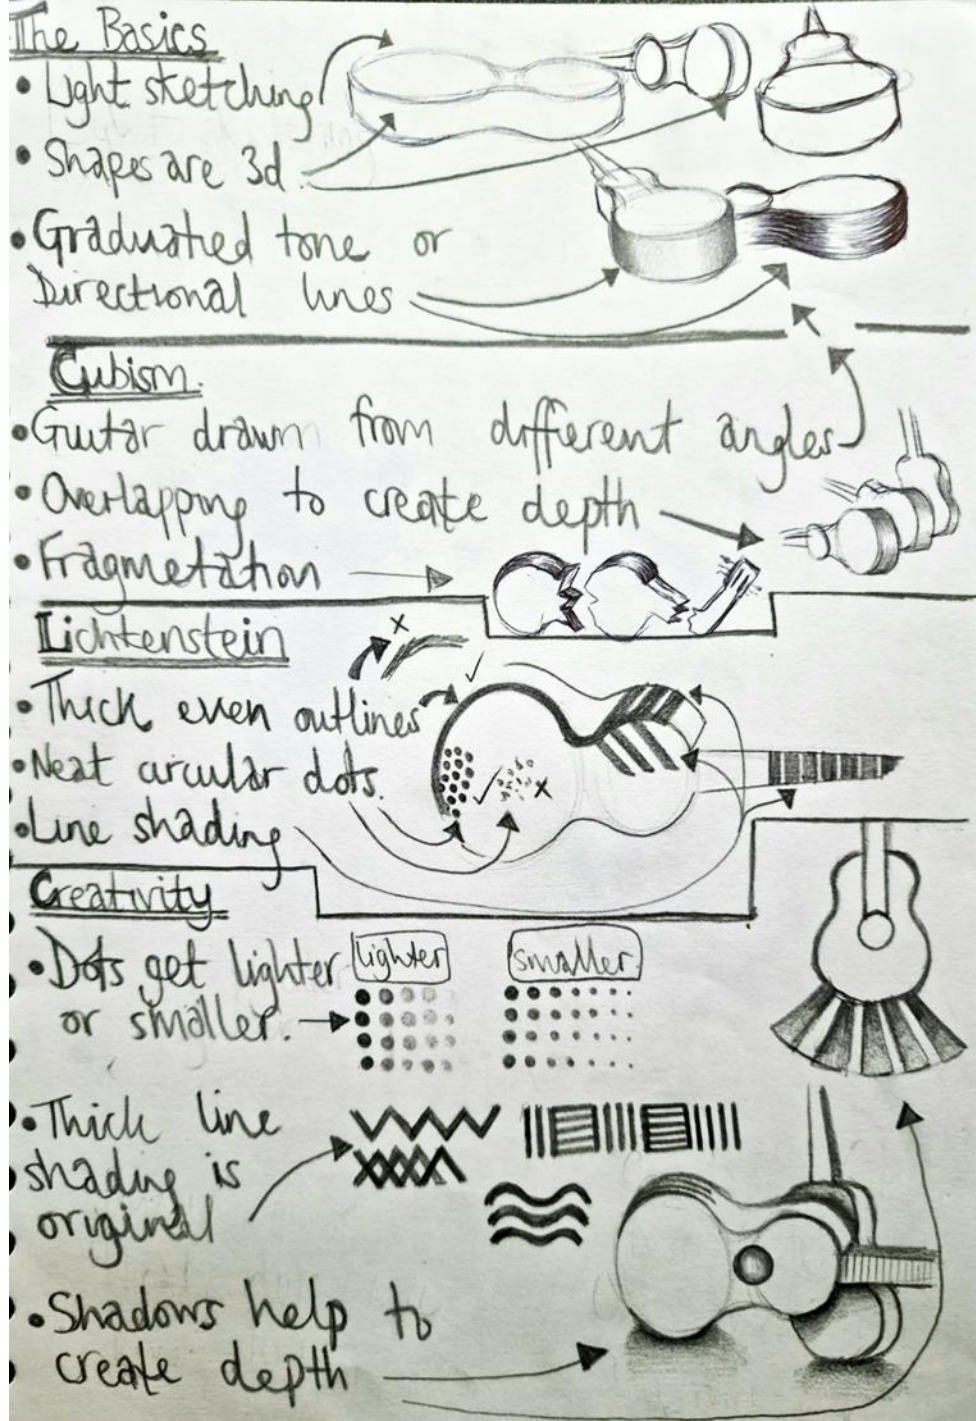 The Basics
• Light sketching
• Shapes are 3d.
• Graduated tone or
Directional lines
Cubism.
• Guitar drawn from different angles
• Overlapping to create depth
• Fragmetation
Lichtenstein
• Thick even outlines
• Neat circular dots.
• Line shading
Creativity
• Dots get lighter
or smaller.
lighter
smaller
• Thick line
shading is
original
• Shadows help to
create depth